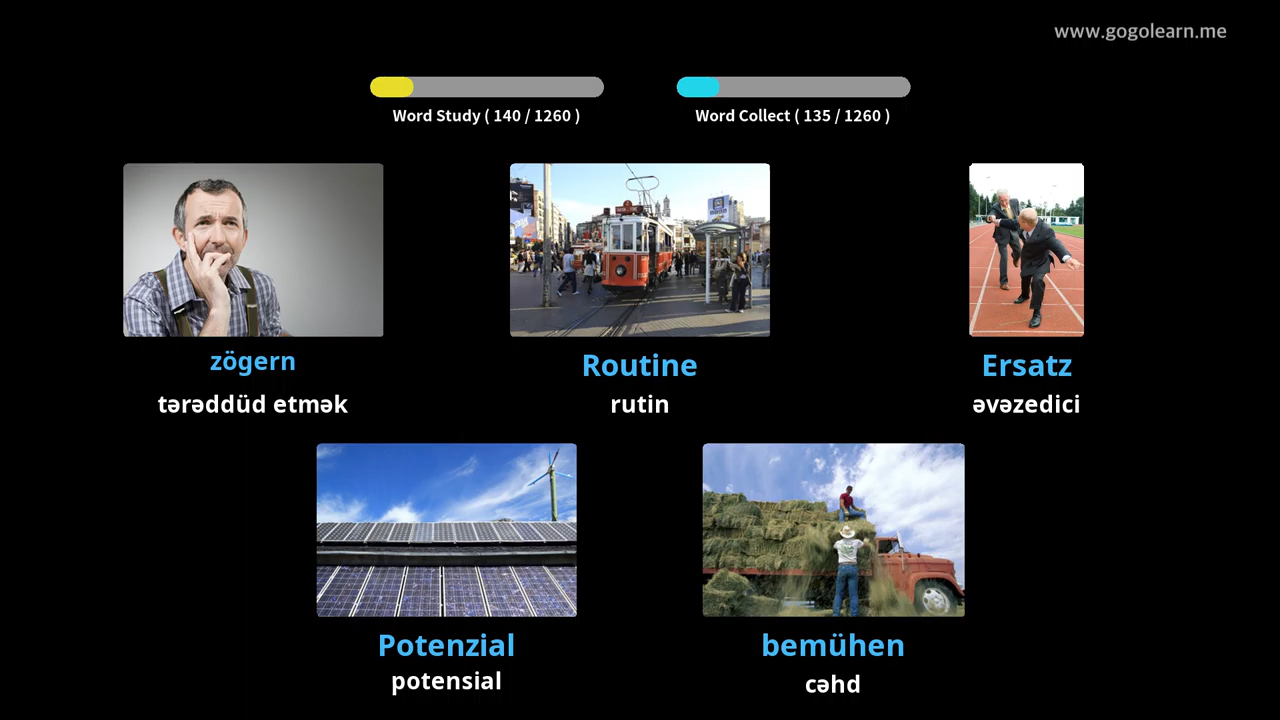 www.gogolearn.me
Word Study ( 140 / 1260 )
Word Collect ( 135 / 1260 )
zögern
Routine
Ersatz
tərəddüd etmək
rutin
əvəzedici
Potenzial
bemühen
potensial
cəhd